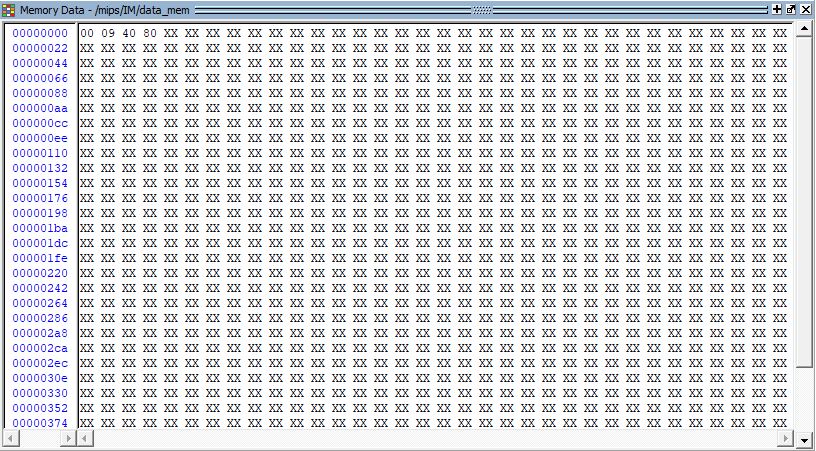 Memory Data - /mips/IM/data_mem
00000000 00 09 40 80 XX XX XX XX XX XX XX XX XX XX XX XX XX XX XX XX XX XX XX XX XX XX XX XX XX XX XX XX XX XX
00000022 XX XX XX XX XX XX XX XX XX XX XX XX XX XX XX XX XX XX XX XX XX XX XX XX XX XX XX XX XX XX XX XX XX XX
00000044 XX XX XX XX XX XX XX XX XX XX XX XX XX XX XX XX XX XX XX XX XX XX XX XX XX XX XX XX XX XX XX XX XX XX
00000066 XX XX XX XX XX XX XX XX XX XX XX XX XX XX XX XX XX XX XX XX XX XX XX XX XX XX XX XX XX XX XX XX XX XX
00000088 XX XX XX XX XX XX XX XX XX XX XX XX XX XX XX XX XX XX XX XX XX XX XX XX XX XX XX XX XX XX XX XX XX XX
000000aa XX XX XX XX XX XX XX XX XX XX XX XX XX XX XX XX XX XX XX XX XX XX XX XX XX XX XX XX XX XX XX XX XX XX
000000cc XX XX XX XX XX XX XX XX XX XX XX XX XX XX XX XX XX XX XX XX XX XX XX XX XX XX XX XX XX XX XX XX XX XX
000000ee XX XX XX XX XX XX XX XX XX XX XX XX XX XX XX XX XX XX XX XX XX XX XX XX XX XX XX XX XX XX XX XX XX XX
00000110 XX XX XX XX XX XX XX XX XX XX XX XX XX XX XX XX XX XX XX XX XX XX XX XX XX XX XX XX XX XX XX XX XX XX
00000132 XX XX XX XX XX XX XX XX XX XX XX XX XX XX XX XX XX XX XX XX XX XX XX XX XX XX XX XX XX XX XX XX XX XX
00000154 XX XX XX XX XX XX XX XX XX XX XX XX XX XX XX XX XX XX XX XX XX XX XX XX XX XX XX XX XX XX XX XX XX XX
00000176 XX XX XX XX XX XX XX XX XX XX XX XX XX XX XX XX XX XX XX XX XX XX XX XX XX XX XX XX XX XX XX XX XX XX
00000198 XX XX XX XX XX XX XX XX XX XX XX XX XX XX XX XX XX XX XX XX XX XX XX XX XX XX XX XX XX XX XX XX XX XX
000001ba XX XX XX XX XX XX XX XX XX XX XX XX XX XX XX XX XX XX XX XX XX XX XX XX XX XX XX XX XX XX XX XX XX XX
000001dc XX XX XX XX XX XX XX XX XX XX XX XX XX XX XX XX XX XX XX XX XX XX XX XX XX XX XX XX XX XX XX XX XX XX
000001fe XX XX XX XX XX XX XX XX XX XX XX XX XX XX XX XX XX XX XX XX XX XX XX XX XX XX XX XX XX XX XX XX XX XX
00000220 XX XX XX XX XX XX XX XX XX XX XX XX XX XX XX XX XX XX XX XX XX XX XX XX XX XX XX XX XX XX XX XX XX XX
00000242 XX XX XX XX XX XX XX XX XX XX XX XX XX XX XX XX XX XX XX XX XX XX XX XX XX XX XX XX XX XX XX XX XX XX
00000264 XX XX XX XX XX XX XX XX XX XX XX XX XX XX XX XX XX XX XX XX XX XX XX XX XX XX XX XX XX XX XX XX XX XX
00000286 XX XX XX XX XX XX XX XX XX XX XX XX XX XX XX XX XX XX XX XX XX XX XX XX XX XX XX XX XX XX XX XX XX XX
000002a8 XX XX XX XX XX XX XX XX XX XX XX XX XX XX XX XX XX XX XX XX XX XX XX XX XX XX XX XX XX XX XX XX XX XX
000002ca XX XX XX XX XX XX XX XX XX XX XX XX XX XX XX XX XX XX XX XX XX XX XX XX XX XX XX XX XX XX XX XX XX XX
000002ec XX XX XX XX XX XX XX XX XX XX XX XX XX XX XX XX XX XX XX XX XX XX XX XX XX XX XX XX XX XX XX XX XX XX
0000030e XX XX XX XX XX XX XX XX XX XX XX XX XX XX XX XX XX XX XX XX XX XX XX XX XX XX XX XX XX XX XX XX XX XX
00000330 XX XX XX XX XX XX XX XX XX XX XX XX XX XX XX XX XX XX XX XX XX XX XX XX XX XX XX XX XX XX XX XX XX XX
00000352 XX XX XX XX XX XX XX XX XX XX XX XX XX XX XX XX XX XX XX XX XX XX XX XX XX XX XX XX XX XX XX XX XX XX
00000374 XX XX XX XX XX XX XX XX XX XX XX XX XX XX XX XX XX XX XX XX XX XX XX XX XX XX XX XX XX XX XX XX XX XX